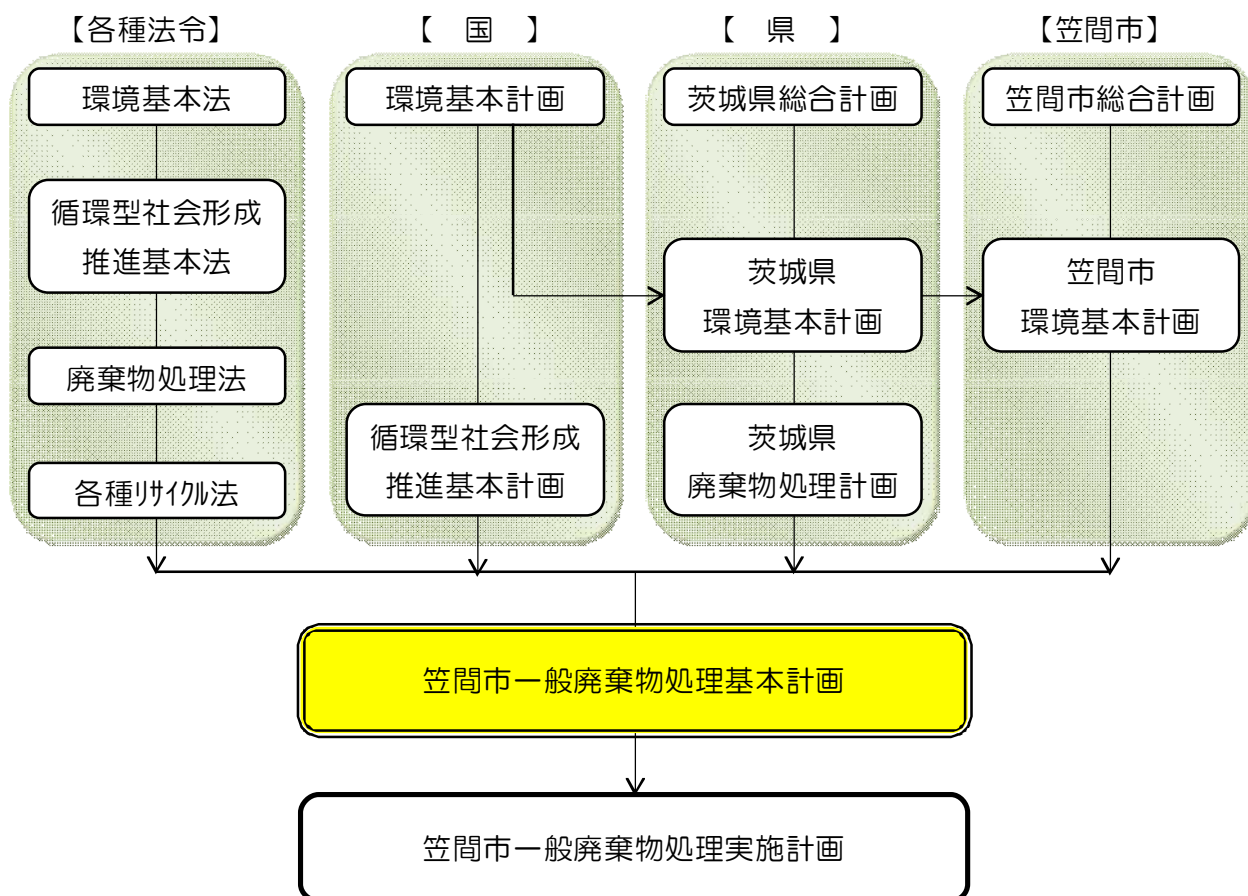 【各種法令】
環境基本法
循環型社会形成
推進基本法
廃棄物処理法
各種ﾘｻｲｸﾙ法
【　国　】
環境基本計画
循環型社会形成
推進基本計画
【　県　】
茨城県総合計画
茨城県
環境基本計画
茨城県
廃棄物処理計画
【笠間市】
笠間市総合計画
笠間市
環境基本計画
笠間市一般廃棄物処理基本計画
笠間市一般廃棄物処理実施計画